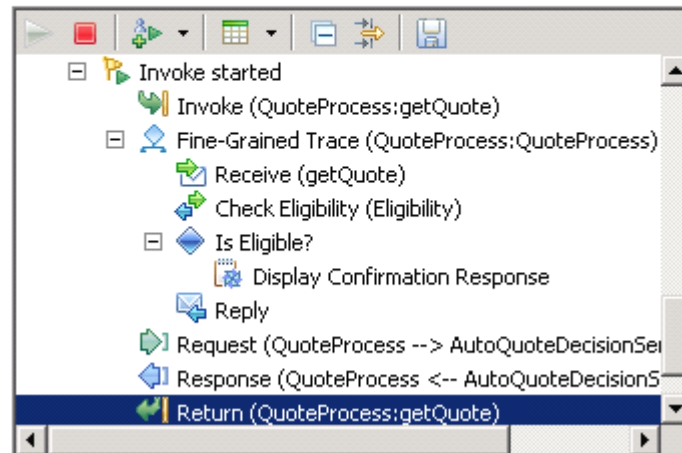 Invoke started
Invoke (QuoteProcess:getQuote)
Fine-Grained Trace (QuoteProcess:QuoteProcess)
Receive (getQuote)
Check Eligibility (Eligibility)
Is Eligible?
Display Confirmation Response
Reply
Request (QuoteProcess --> AutoQuoteDecisionSe
Response (QuoteProcess <-- AutoQuoteDecisionS
Return (QuoteProcess:getQuote)